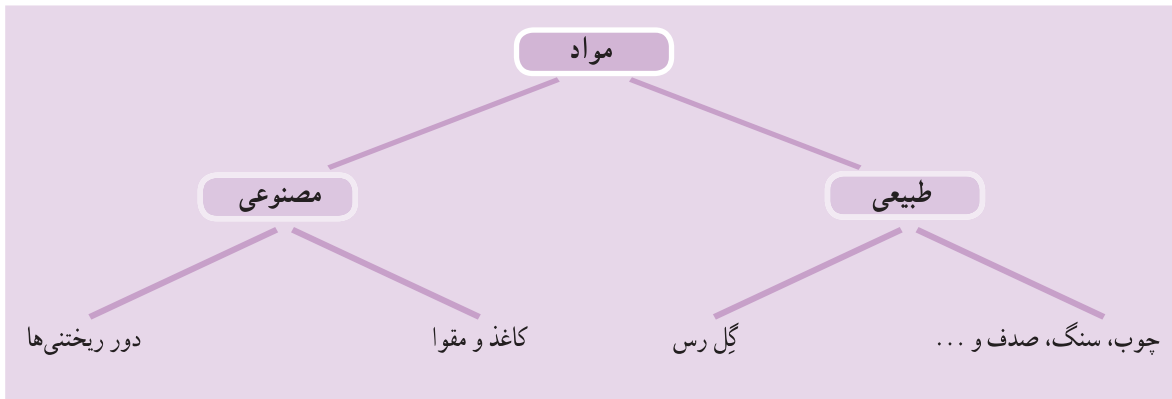 مواد
طبیعی
مصنوعی
چوب، سنگ، صدف و ...
گِل رس
کاغذ و مقوا
دور ریختنی‌ها